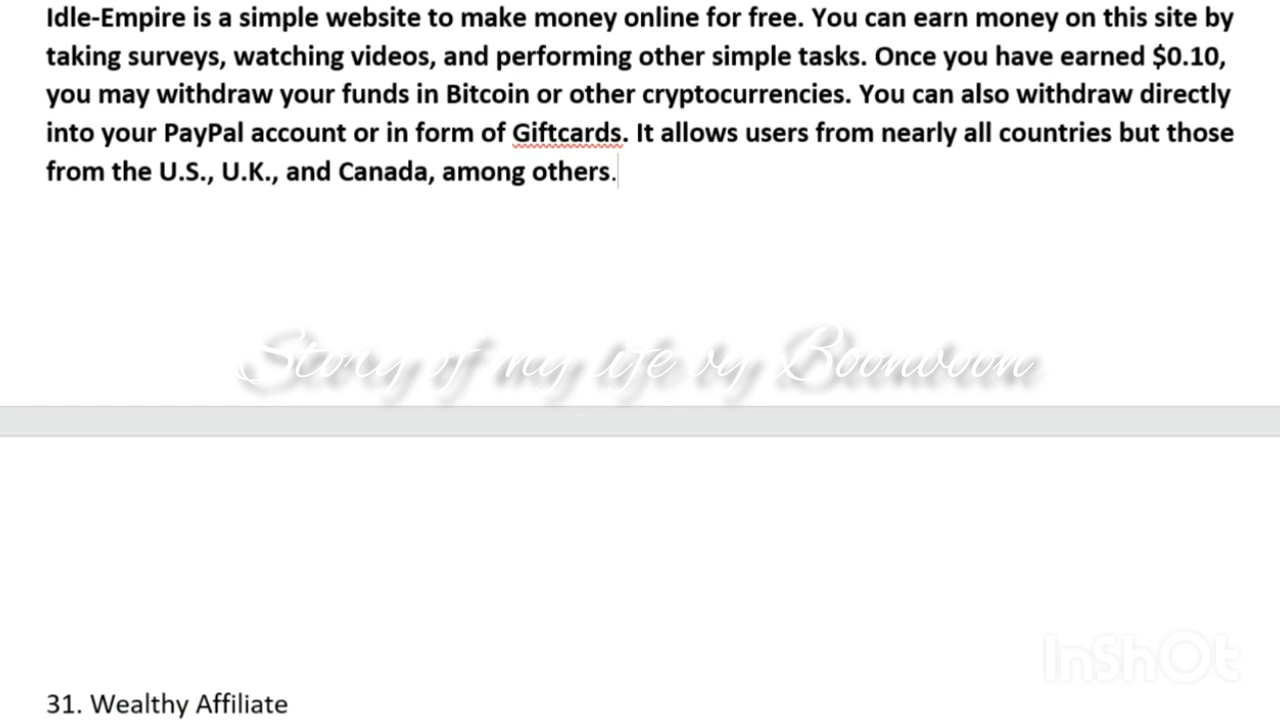 Idle-Empire is a simple website to make money online for free. You can earn money on this site by
taking surveys, watching videos, and performing other simple tasks. Once you have earned $0.10,
you may withdraw your funds in Bitcoin or other cryptocurrencies. You can also withdraw directly
into your PayPal account or in form of Giftcards. It allows users from nearly all countries but those
from the U.S., U.K., and Canada, among others.
Story of my life by Boonboon
InShOt
31. Wealthy Affiliate